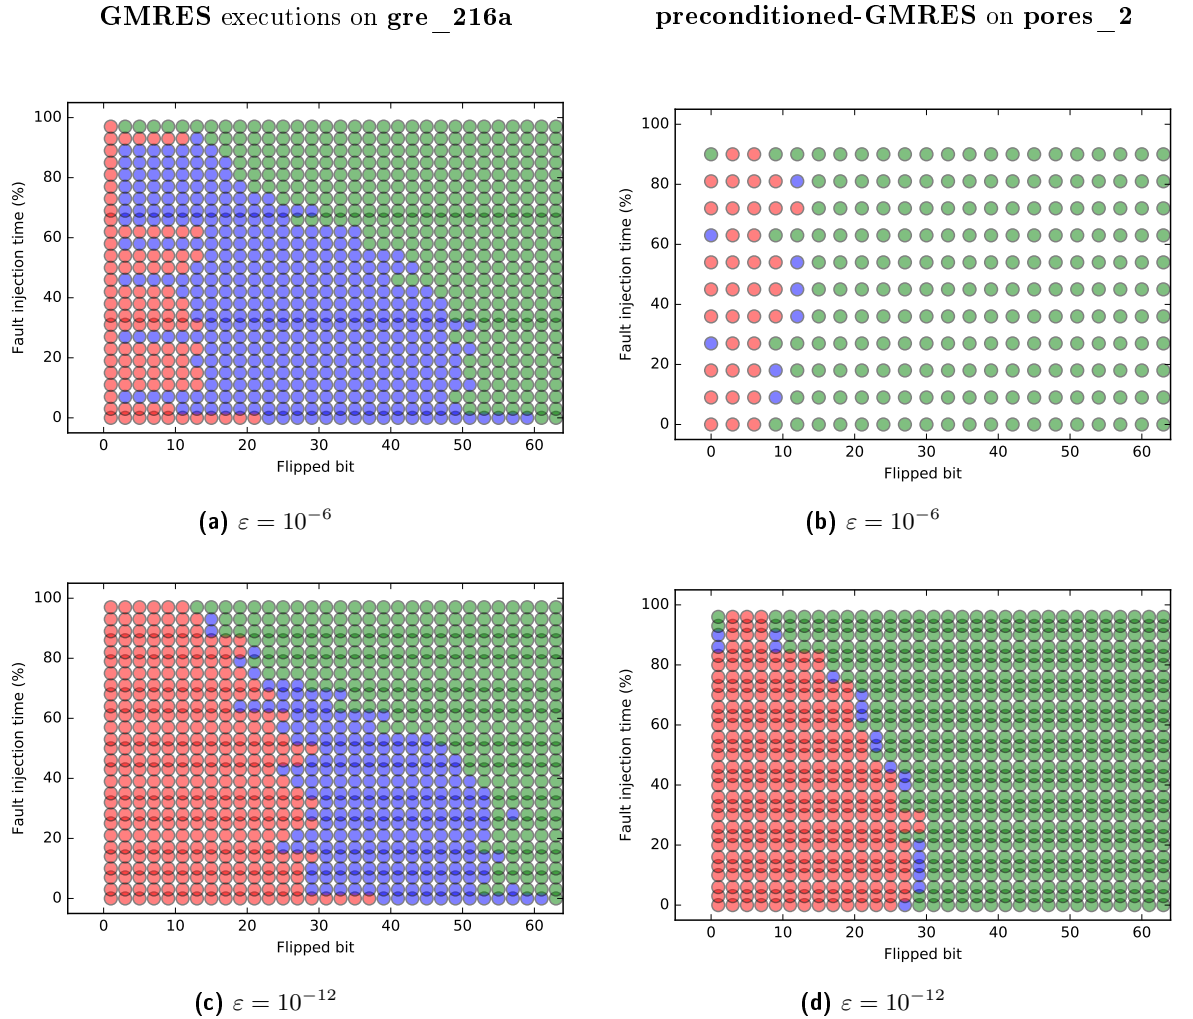 GMRES executions on gre_216a
preconditioned-GMRES on pores_2
100
80
60
40
20
0
Fault injection time (%)
0 10 20 30 40 50 60
Flipped bit
(a) ε = 10⁻⁶
100
80
60
40
20
0
Fault injection time (%)
0 10 20 30 40 50 60
Flipped bit
(b) ε = 10⁻⁶
100
80
60
40
20
0
Fault injection time (%)
0 10 20 30 40 50 60
Flipped bit
(c) ε = 10⁻¹²
100
80
60
40
20
0
Fault injection time (%)
0 10 20 30 40 50 60
Flipped bit
(d) ε = 10⁻¹²